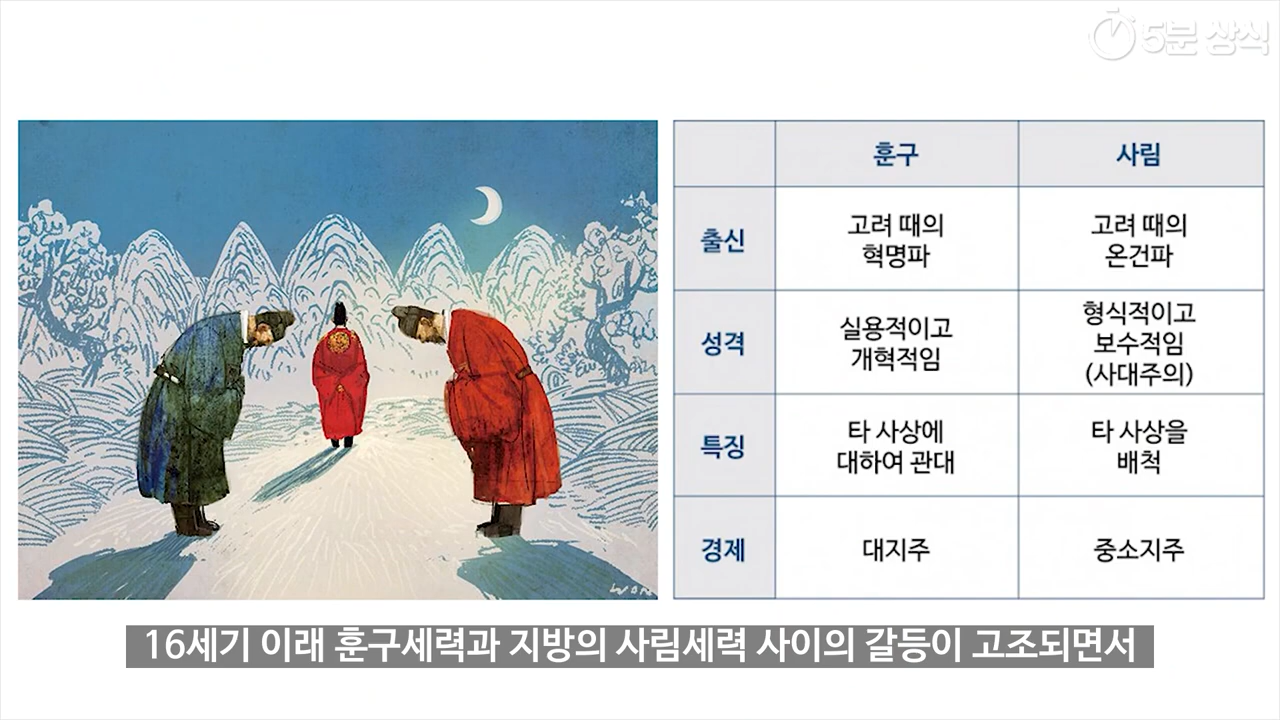 5분 상식
훈구
사림
출신
고려 때의
혁명파
고려 때의
온건파
성격
실용적이고
개혁적임
형식적이고
보수적임
(사대주의)
특징
타 사상에
대하여 관대
타 사상을
배척
경제
대지주
중소지주
WON
16세기 이래 훈구세력과 지방의 사림세력 사이의 갈등이 고조되면서